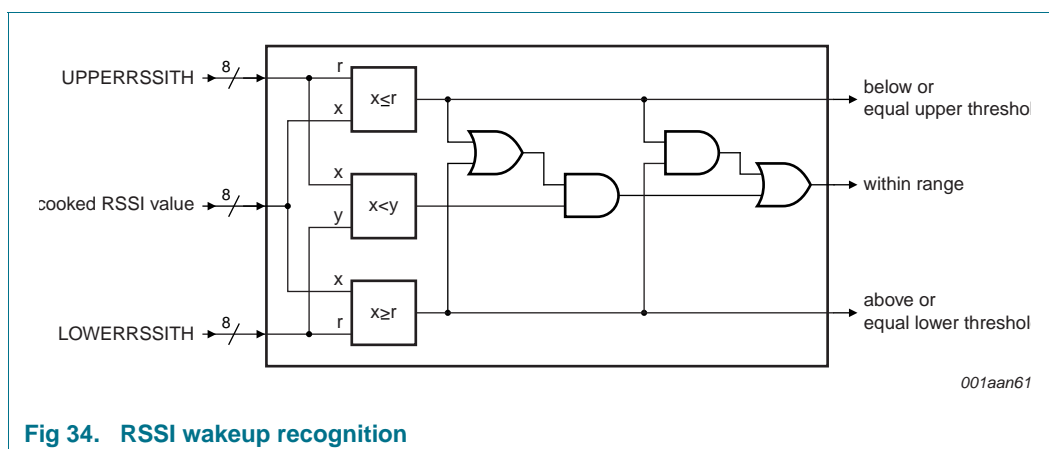 UPPERRSSITH
8
r
x
x≤r
below or
equal upper threshol
cooked RSSI value
8
x
y
x<y
within range
LOWERRSSITH
8
x
r
x≥r
above or
equal lower threshold
001aan61
Fig 34. RSSI wakeup recognition